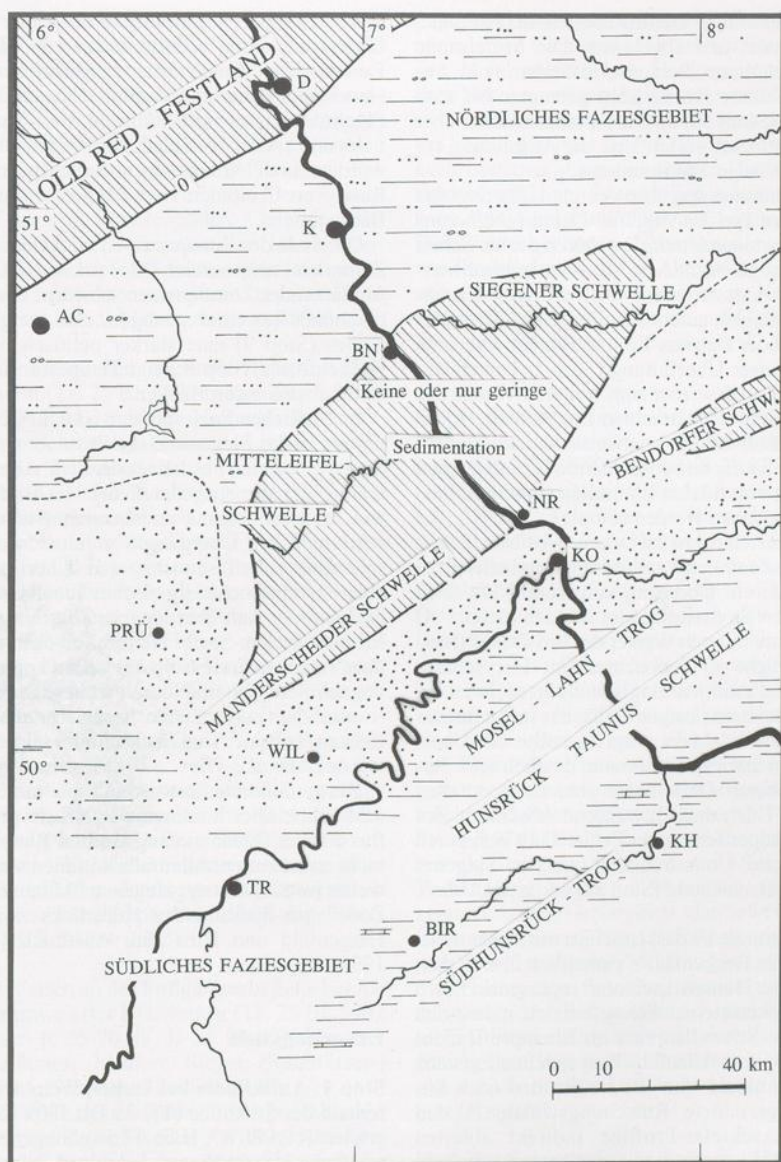 6°
7°
8°
D
OLD RED - FESTLAND
NÖRDLICHES FAZIESGEBIET
0
51°
K
SIEGENER SCHWELLE
AC
BN
Keine oder nur geringe
Sedimentation
MITTELEIFEL-
SCHWELLE
BENDORFER SCHW.
NR
KO
PRÜ
MANDERSCHEIDER SCHWELLE
MOSEL LAHN TROG
HUNSRÜCK TAUNUS SCHWELLE
50°
WIL
KH
TR
BIR
SÜDHUNSRÜCK - TROG
SÜDLICHES FAZIESGEBIET
0 10 40 km